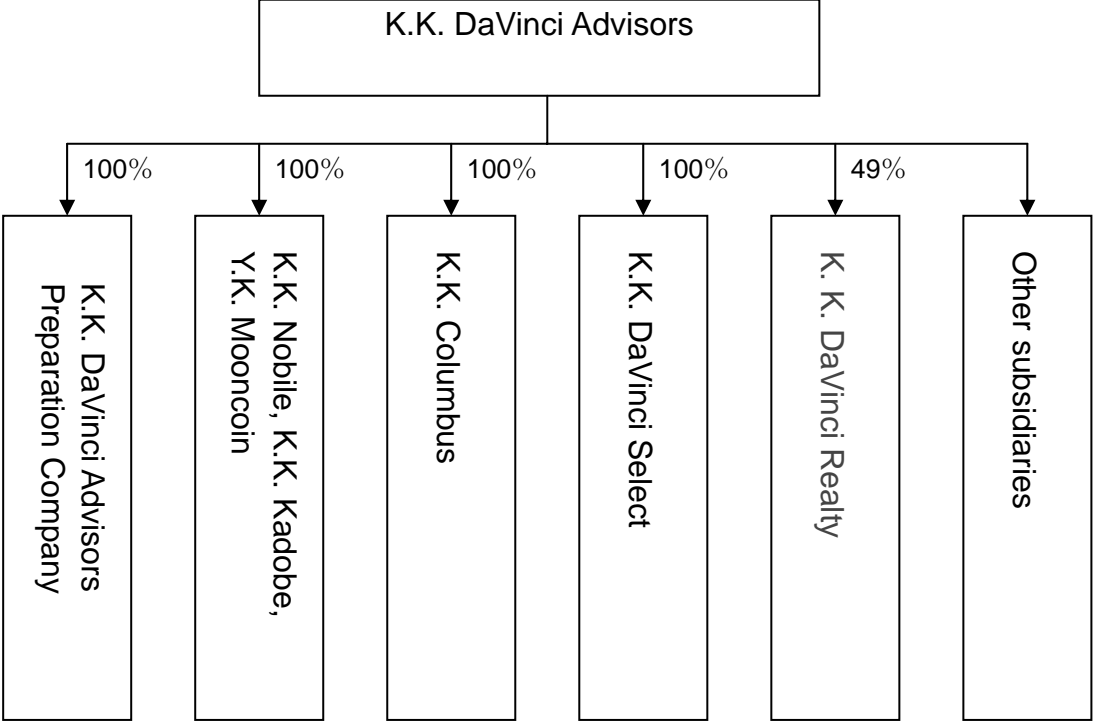 K.K. DaVinci Advisors
100%
100%
100%
100%
49%
K.K. DaVinci Advisors
Preparation Company
K.K. Nobile, K.K. Kadobe,
Y.K. Mooncoin
K.K. Columbus
K.K. DaVinci Select
K. K. DaVinci Realty
Other subsidiaries